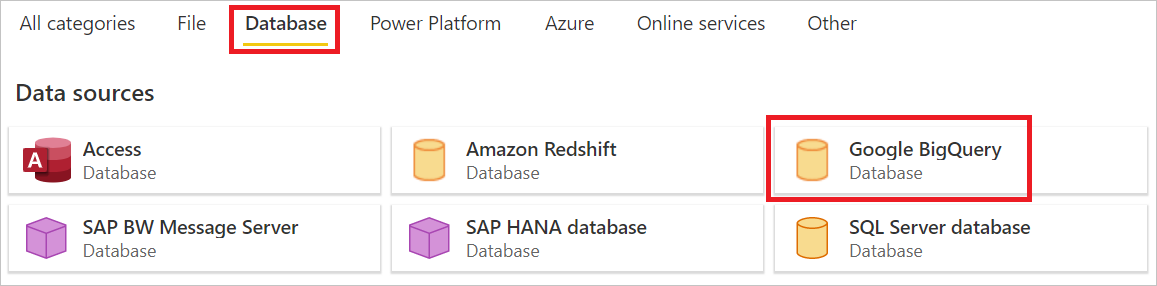 All categories File Database Power Platform Azure Online services Other
Data sources
Access
Database
Amazon Redshift
Database
Google BigQuery
Database
A
SAP BW Message Server
Database
SAP HANA database
Database
SQL Server database
Database